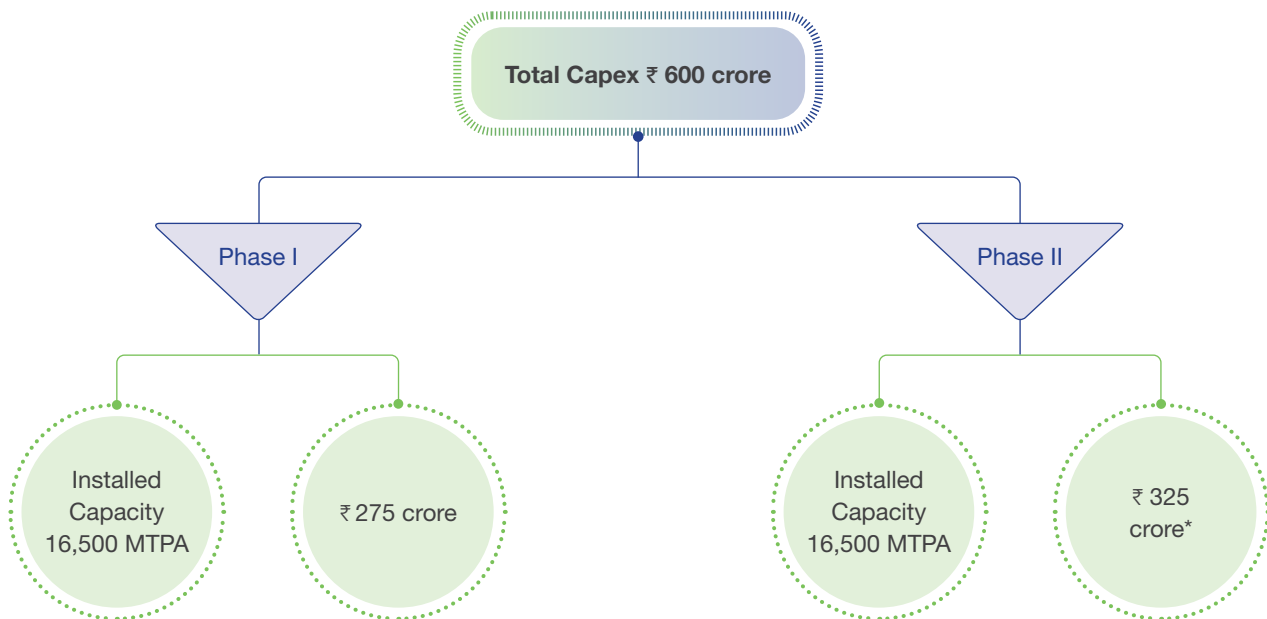 Total Capex ₹ 600 crore
Phase I
Phase II
Installed
Capacity
16,500 MTPA
₹ 275 crore
Installed
Capacity
16,500 MTPA
₹ 325
crore*